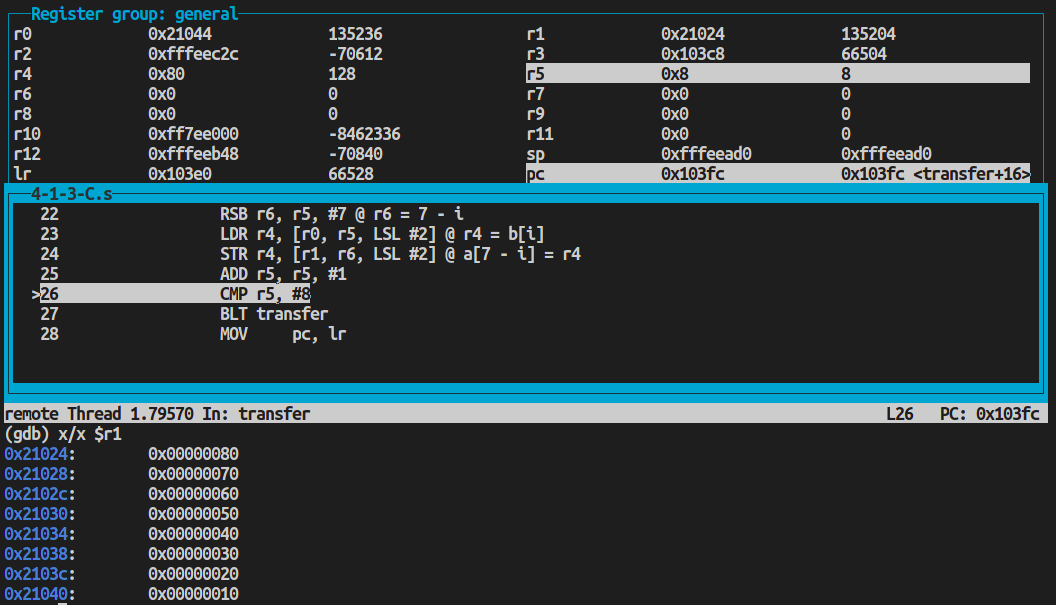 Register group: general
r0 0x21044 135236 r1 0x21024 135204
r2 0xfffeec2c -70612 r3 0x103c8 66504
r4 0x80 128 r5 0x8 8
r6 0x0 0 r7 0x0 0
r8 0x0 0 r9 0x0 0
r10 0xff7ee000 -8462336 r11 0x0 0
r12 0xfffeeb48 -70840 sp 0xfffeead0 0xfffeead0
lr 0x103e0 66528 pc 0x103fc 0x103fc <transfer+16>
4-1-3-C.s
22 RSB r6, r5, #7 @ r6 = 7 - i
23 LDR r4, [r0, r5, LSL #2] @ r4 = b[i]
24 STR r4, [r1, r6, LSL #2] @ a[7 - i] = r4
25 ADD r5, r5, #1
>26 CMP r5, #8
27 BLT transfer
28 MOV pc, lr
remote Thread 1.79570 In: transfer L26 PC: 0x103fc
(gdb) x/x $r1
0x21024: 0x00000080
0x21028: 0x00000070
0x2102c: 0x00000060
0x21030: 0x00000050
0x21034: 0x00000040
0x21038: 0x00000030
0x2103c: 0x00000020
0x21040: 0x00000010